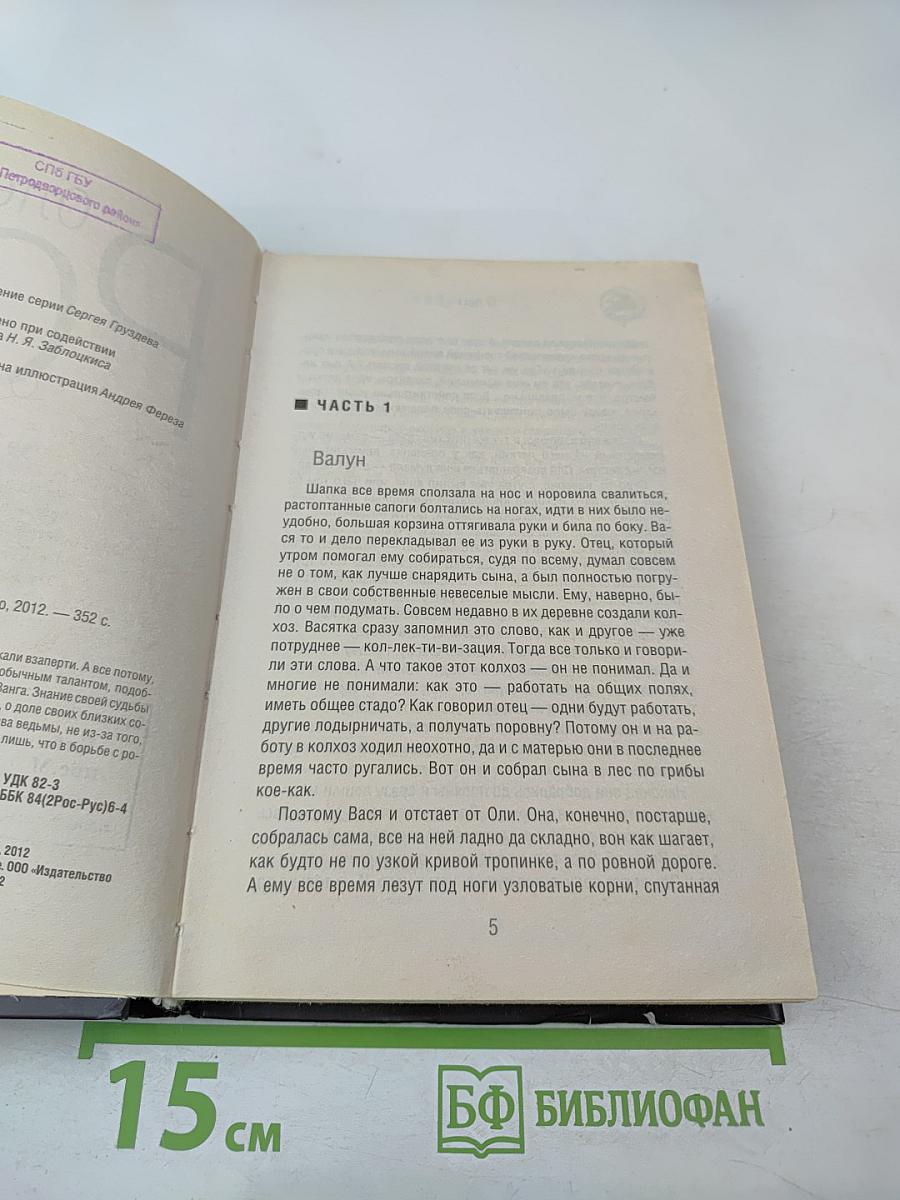 СПб ГБУ
Петродворцового района
ение серии Сергея Груздева
ено при содействии
а Н. Я. Заблоцкиса
на иллюстрация Андрея Фереза
о, 2012. — 352 с.
жали взаперти. А все потому,
обычным талантом, подоб-
Ванга. Знание своей судьбы
, о доле своих близких со-
ва ведьмы, не из-за того,
лишь, что в борьбе с ро-
УДК 82-3
ББК 84(2Рос-Рус)6-4
, 2012
е. ООО «Издательство
2
ЧАСТЬ 1
Валун
Шапка все время сползала на нос и норовила свалиться,
растоптанные сапоги болтались на ногах, идти в них было не-
удобно, большая корзина оттягивала руки и била по боку. Ва-
ся то и дело перекладывал ее из руки в руку. Отец, который
утром помогал ему собираться, судя по всему, думал совсем
не о том, как лучше снарядить сына, а был полностью погру-
жен в свои собственные невеселые мысли. Ему, наверно, бы-
ло о чем подумать. Совсем недавно в их деревне создали кол-
хоз. Васятка сразу запомнил это слово, как и другое — уже
потруднее — кол-лек-ти-ви-зация. Тогда все только и говори-
ли эти слова. А что такое этот колхоз — он не понимал. Да и
многие не понимали: как это — работать на общих полях,
иметь общее стадо? Как говорил отец — одни будут работать,
другие лодырничать, а получать поровну? Потому он и на ра-
боту в колхоз ходил неохотно, да и с матерью они в последнее
время часто ругались. Вот он и собрал сына в лес по грибы
кое-как.
Поэтому Вася и отстает от Оли. Она, конечно, постарше,
собралась сама, все на ней ладно да складно, вон как шагает,
как будто не по узкой кривой тропинке, а по ровной дороге.
А ему все время лезут под ноги узловатые корни, спутанная
5
15 см
БФ БИБЛИОФАН